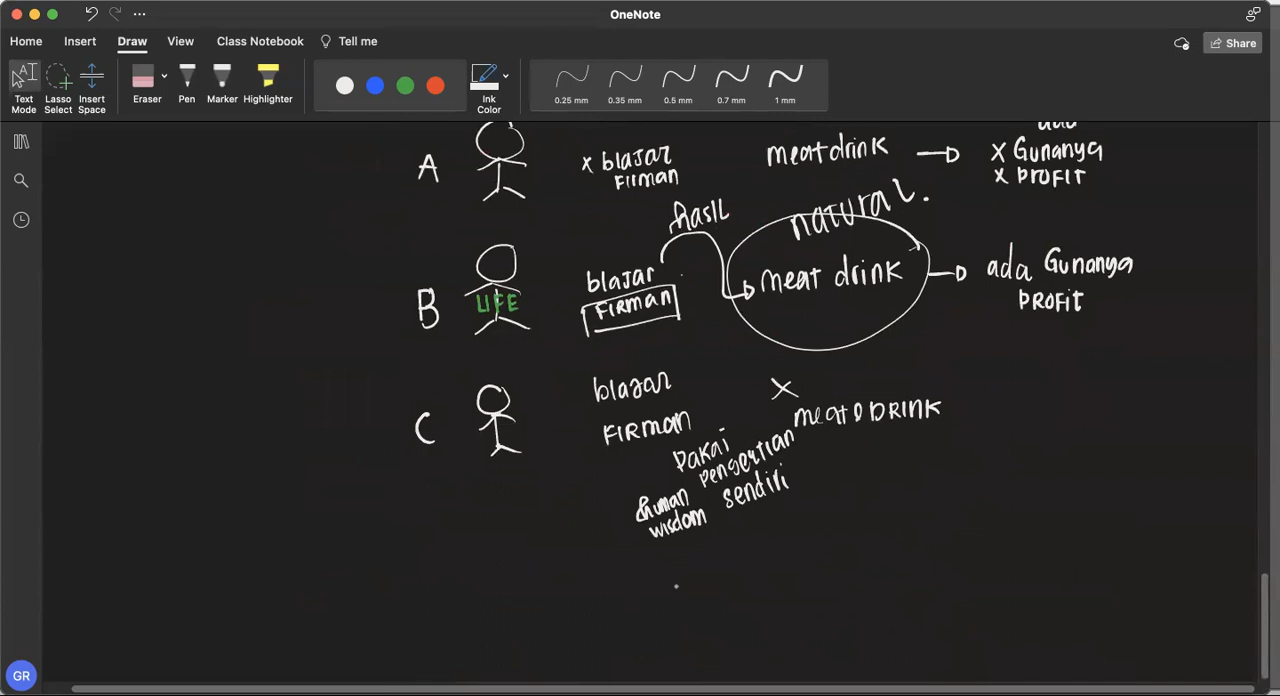 OneNote
Home Insert Draw View Class Notebook Tell me
Share
Text Mode
Lasso Select
Insert Space
Eraser
Pen
Marker
Highlighter
Ink Color
0.25 mm
0.35 mm
0.5 mm
0.7 mm
1 mm
ada
A
x blajar
FIRMAN
meat drink
x Gunanya
x PROFIT
hasil
natural.
B
LIFE
blajar
FIRMAN
meat drink
ada Gunanya
PROFIT
C
blajar
FIRMAN
x
MEAT DRINK
pakai
pengertian
sendiri
human
wisdom
GR